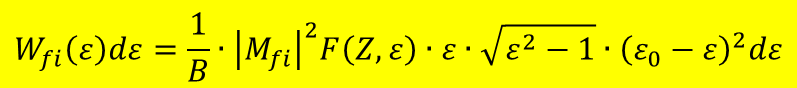 W_{fi}(ε)dε = \frac{1}{B} · |M_{fi}|^2 F(Z, ε) · ε · \sqrt{ε^2 − 1} · (ε_0 − ε)^2 dε